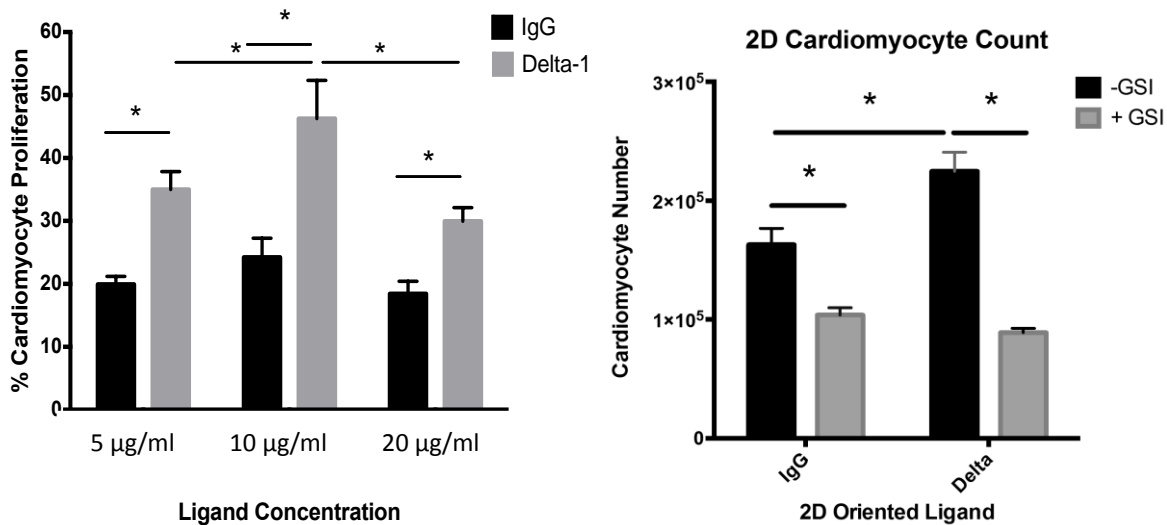 60
50
40
30
20
10
0
% Cardiomyocyte Proliferation
*
*
*
*
*
IgG
Delta-1
5 µg/ml 10 µg/ml 20 µg/ml
Ligand Concentration
2D Cardiomyocyte Count
3×10⁵
2×10⁵
1×10⁵
0
Cardiomyocyte Number
*
*
*
-GSI
+ GSI
IgG
Delta
2D Oriented Ligand